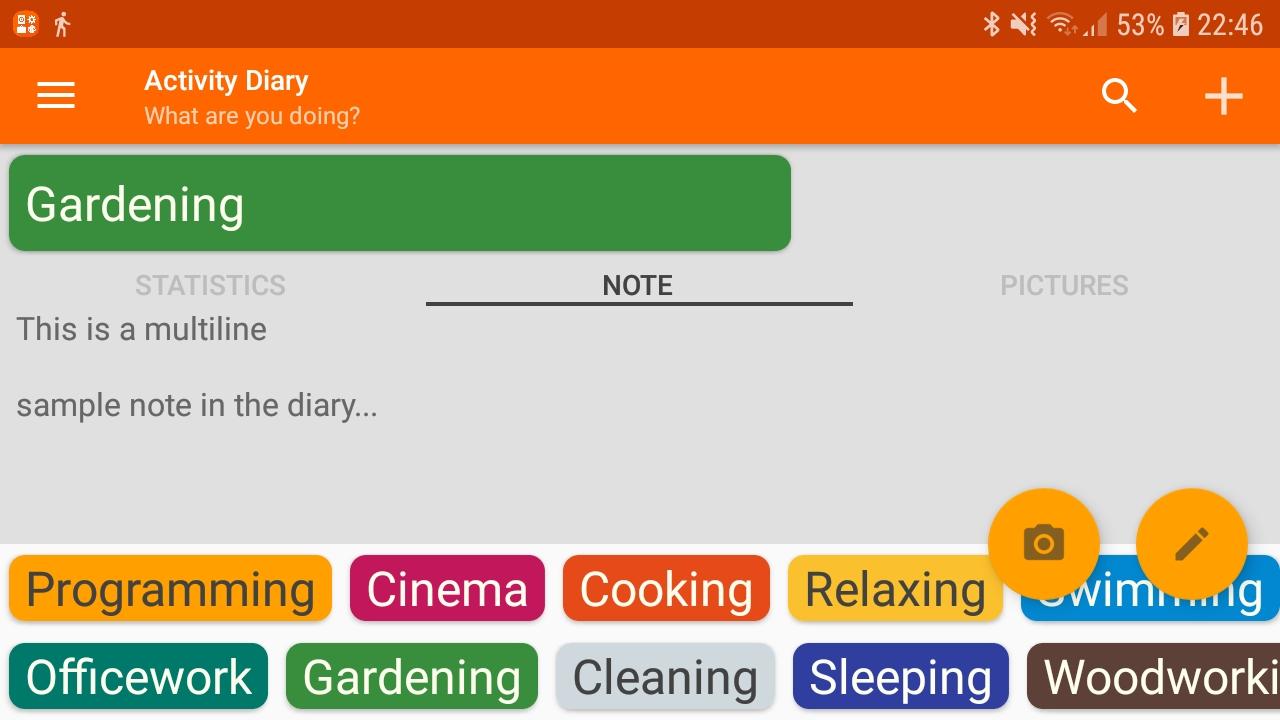 53% 22:46
Activity Diary
What are you doing?
Gardening
STATISTICS NOTE PICTURES
This is a multiline
sample note in the diary...
Programming Cinema Cooking Relaxing Swimming
Officework Gardening Cleaning Sleeping Woodworki